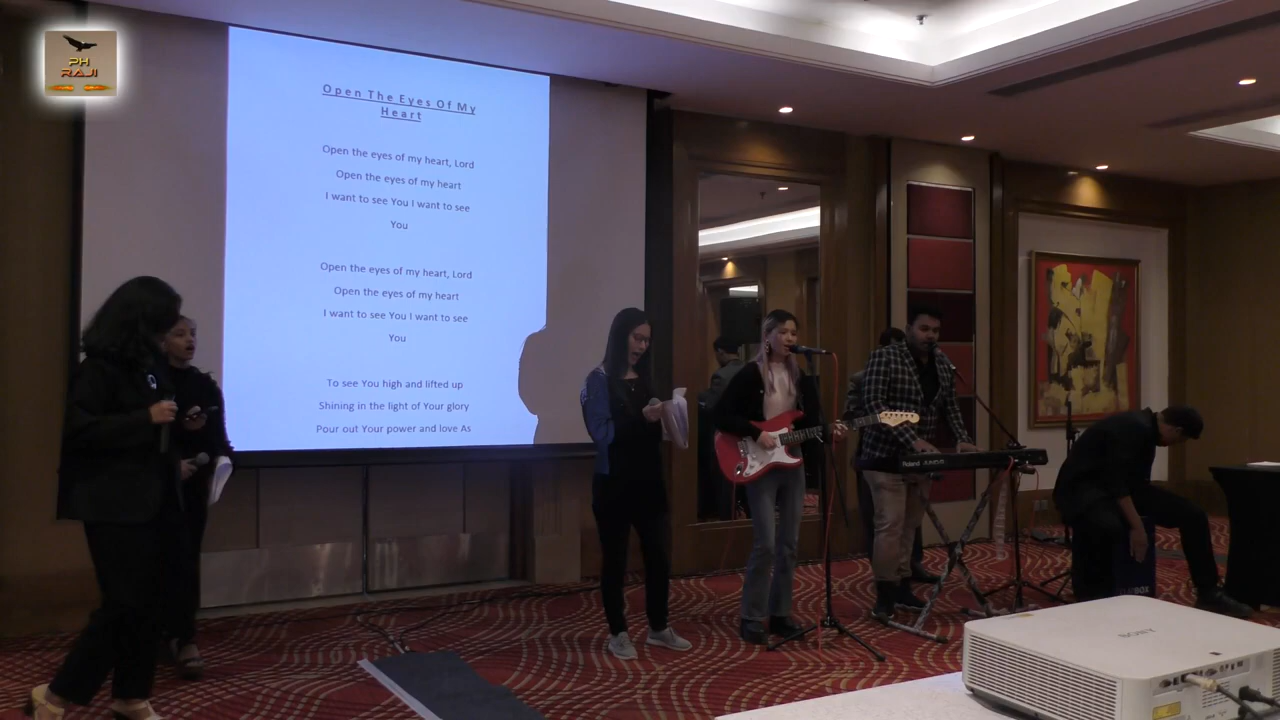 PH
RAJI
Open The Eyes Of My
Heart
Open the eyes of my heart, Lord
Open the eyes of my heart
I want to see You I want to see
You
Open the eyes of my heart, Lord
Open the eyes of my heart
I want to see You I want to see
You
To see You high and lifted up
Shining in the light of Your glory
Pour out Your power and love As
Roland
SONY